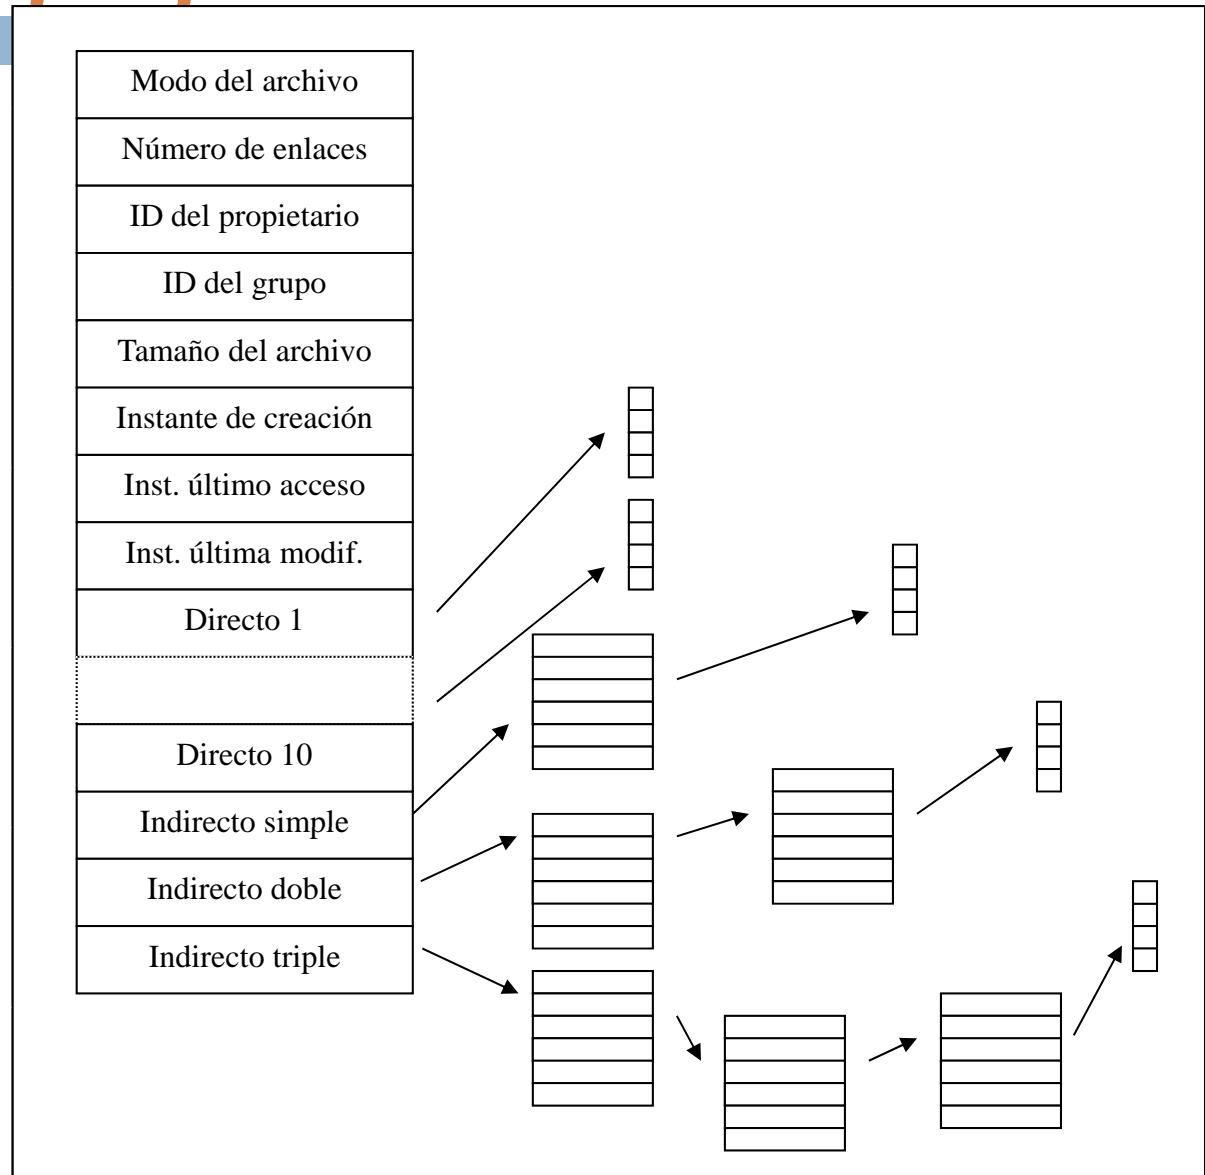 Modo del archivo
Número de enlaces
ID del propietario
ID del grupo
Tamaño del archivo
Instante de creación
Inst. último acceso
Inst. última modif.
Directo 1
Directo 10
Indirecto simple
Indirecto doble
Indirecto triple